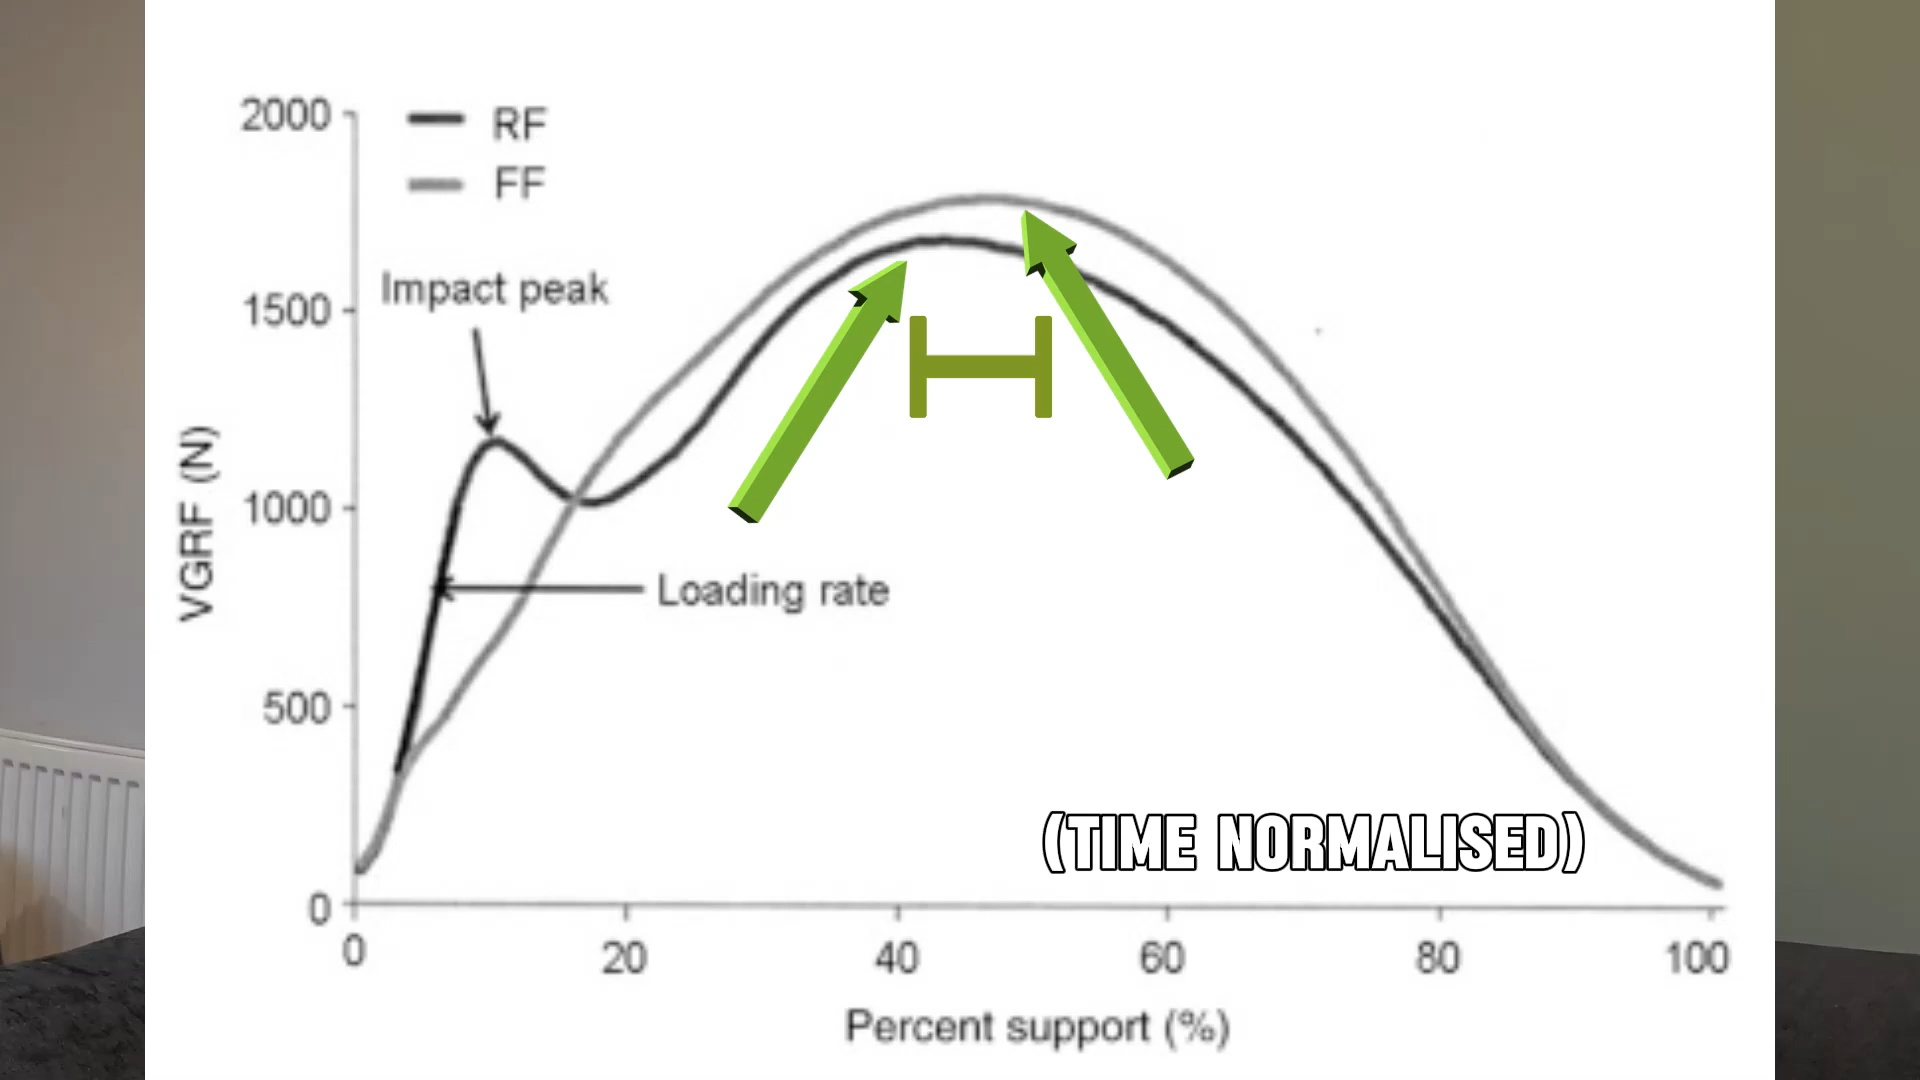 2000
RF
FF
Impact peak
1500
VGRF (N)
1000
Loading rate
500
(TIME NORMALISED)
0
0 20 40 60 80 100
Percent support (%)